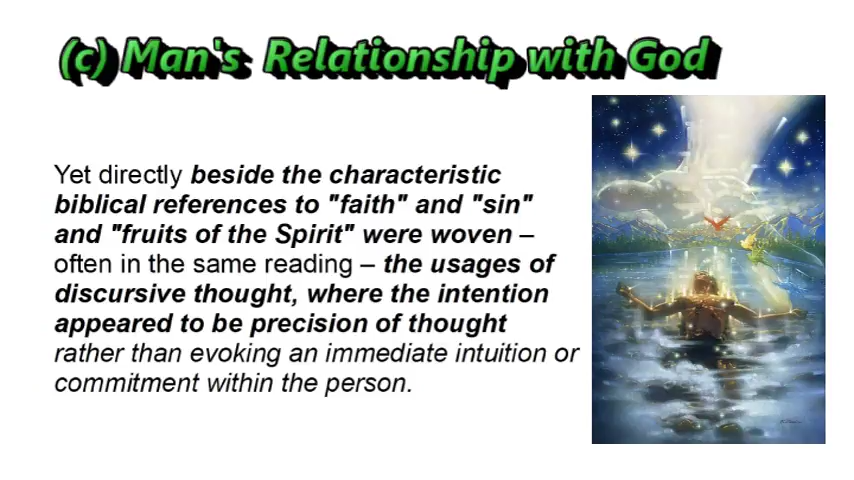 (c) Man's Relationship with God
Yet directly beside the characteristic
biblical references to "faith" and "sin"
and "fruits of the Spirit" were woven –
often in the same reading – the usages of
discursive thought, where the intention
appeared to be precision of thought
rather than evoking an immediate intuition or
commitment within the person.